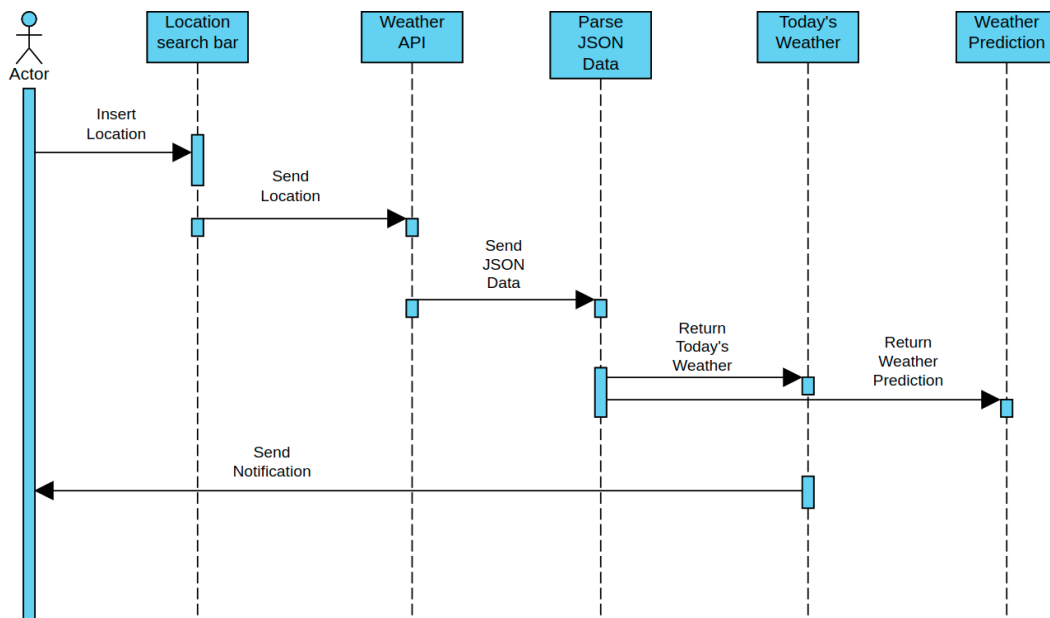 Actor
Location
search bar
Weather
API
Parse
JSON
Data
Today's
Weather
Weather
Prediction
Insert
Location
Send
Location
Send
JSON
Data
Return
Today's
Weather
Return
Weather
Prediction
Send
Notification